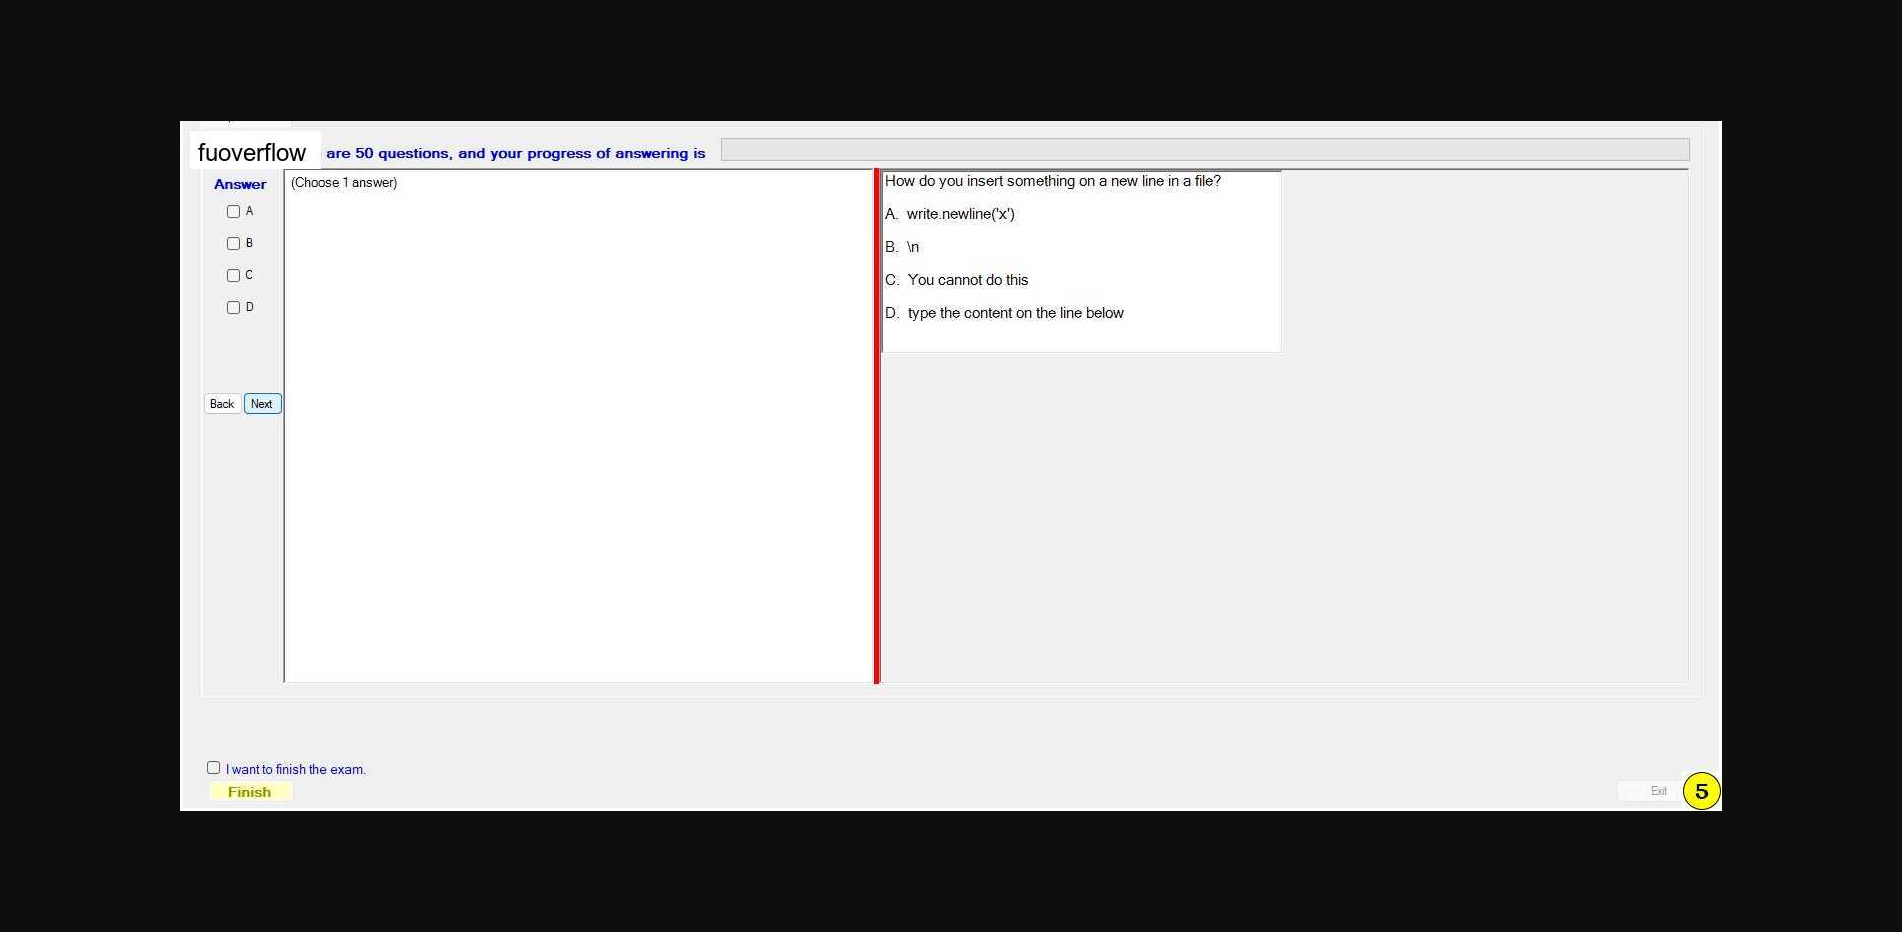 fuoverflow are 50 questions, and your progress of answering is
Answer
(Choose 1 answer)
A
B
C
D
Back Next
How do you insert something on a new line in a file?
A. write.newline('x')
B. \n
C. You cannot do this
D. type the content on the line below
I want to finish the exam.
Finish
Exit
5